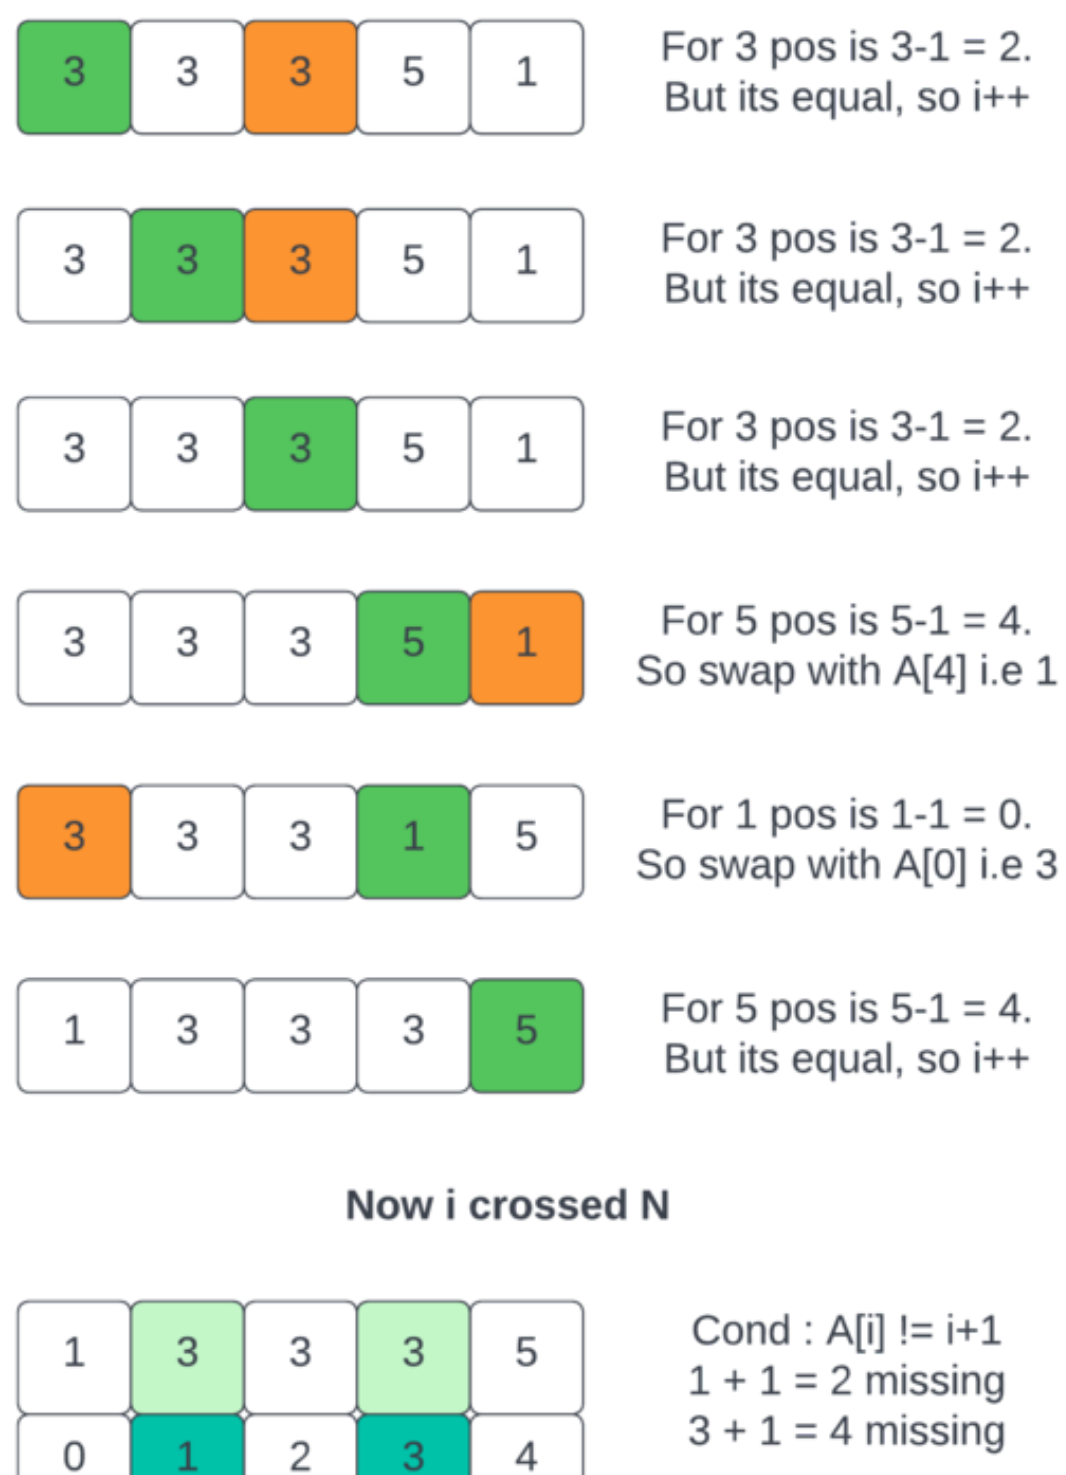 3 3 3 5 1
For 3 pos is 3-1 = 2.
But its equal, so i++
3 3 3 5 1
For 3 pos is 3-1 = 2.
But its equal, so i++
3 3 3 5 1
For 3 pos is 3-1 = 2.
But its equal, so i++
3 3 3 5 1
For 5 pos is 5-1 = 4.
So swap with A[4] i.e 1
3 3 3 1 5
For 1 pos is 1-1 = 0.
So swap with A[0] i.e 3
1 3 3 3 5
For 5 pos is 5-1 = 4.
But its equal, so i++
Now i crossed N
1 3 3 3 5
0 1 2 3 4
Cond : A[i] != i+1
1 + 1 = 2 missing
3 + 1 = 4 missing